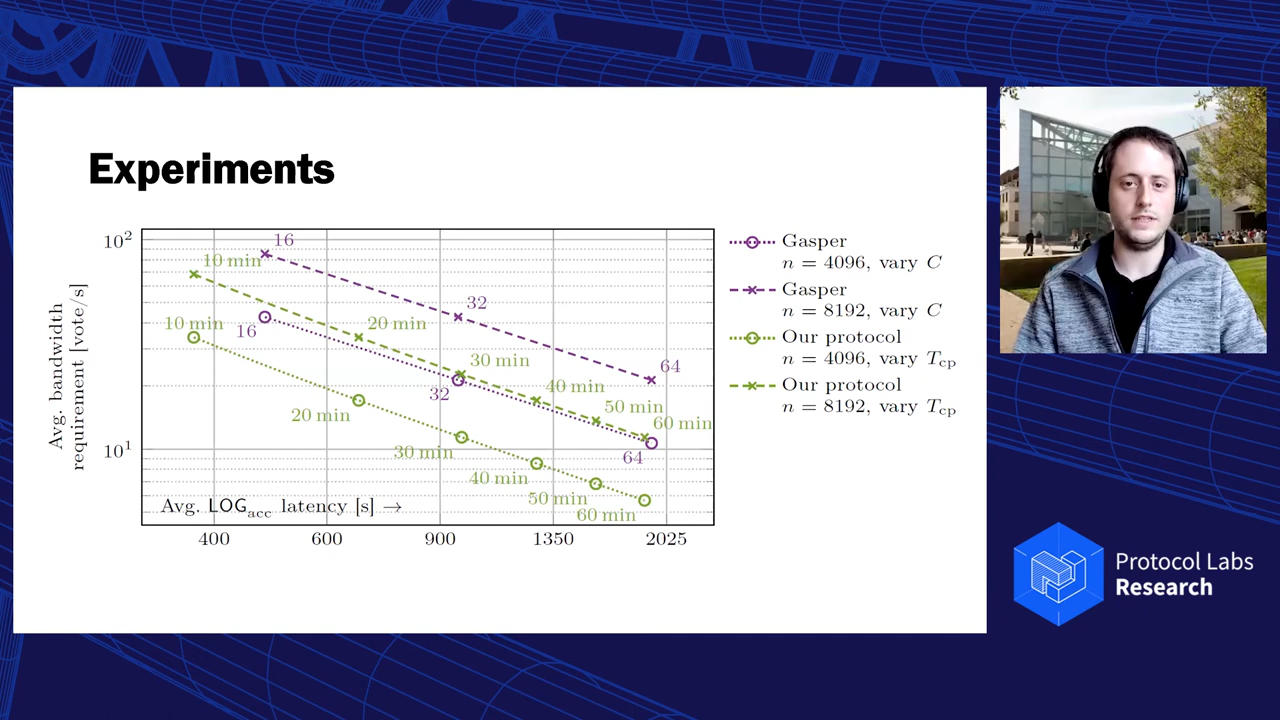 Experiments
10²
10¹
Avg. bandwidth
requirement [vote/s]
16
10 min
10 min
16
20 min
32
30 min
64
40 min
32
20 min
50 min
60 min
30 min
64
40 min
50 min
60 min
Avg. LOGacc latency [s] →
400 600 900 1350 2025
Gasper
n = 4096, vary C
Gasper
n = 8192, vary C
Our protocol
n = 4096, vary Tcp
Our protocol
n = 8192, vary Tcp
Protocol Labs
Research